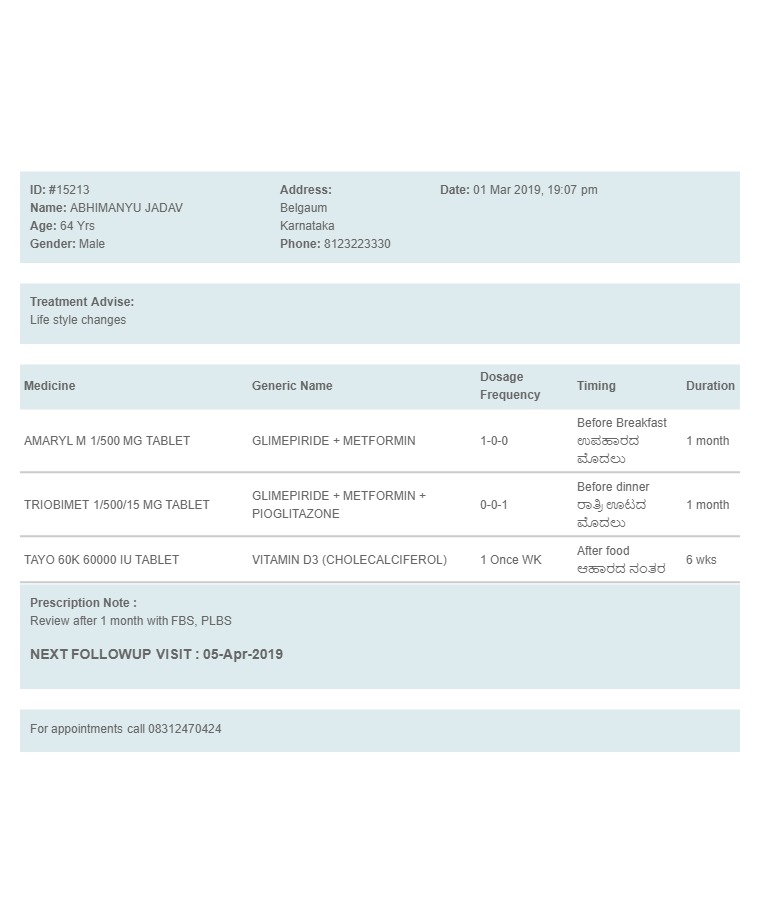 ID: #15213
Name: ABHIMANYU JADAV
Age: 64 Yrs
Gender: Male
Address:
Belgaum
Karnataka
Phone: 8123223330
Date: 01 Mar 2019, 19:07 pm
Treatment Advise:
Life style changes
Medicine Generic Name Dosage Frequency Timing Duration
AMARYL M 1/500 MG TABLET GLIMEPIRIDE + METFORMIN 1-0-0 Before Breakfast 1 month
ಉಪಹಾರದ
ಮೊದಲು
TRIOBIMET 1/500/15 MG TABLET GLIMEPIRIDE + METFORMIN + PIOGLITAZONE 0-0-1 Before dinner 1 month
ರಾತ್ರಿ ಊಟದ
ಮೊದಲು
TAYO 60K 60000 IU TABLET VITAMIN D3 (CHOLECALCIFEROL) 1 Once WK After food 6 wks
ಆಹಾರದ ನಂತರ
Prescription Note :
Review after 1 month with FBS, PLBS
NEXT FOLLOWUP VISIT : 05-Apr-2019
For appointments call 08312470424